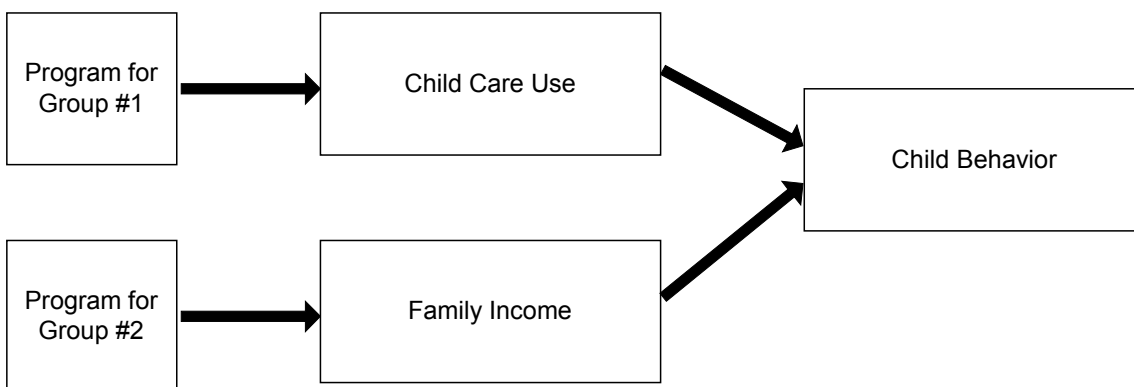 Program for
Group #1
Child Care Use
Child Behavior
Program for
Group #2
Family Income